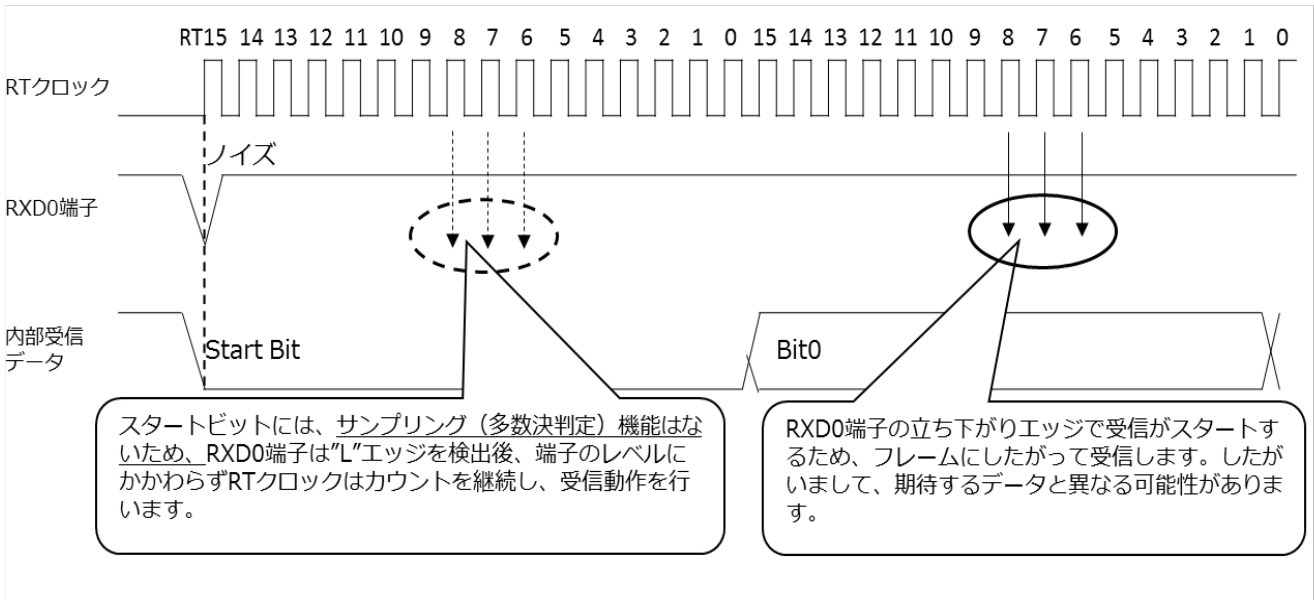 RT15 14 13 12 11 10 9 8 7 6 5 4 3 2 1 0 15 14 13 12 11 10 9 8 7 6 5 4 3 2 1 0
RTクロック
ノイズ
RXD0端子
内部受信
データ
Start Bit
Bit0
スタートビットには、サンプリング（多数決判定）機能はな
いため、RXD0端子は”L”エッジを検出後、端子のレベルに
かかわらずRTクロックはカウントを継続し、受信動作を行
います。
RXD0端子の立ち下がりエッジで受信がスタートす
るため、フレームにしたがって受信します。したが
いまして、期待するデータと異なる可能性がありま
す。